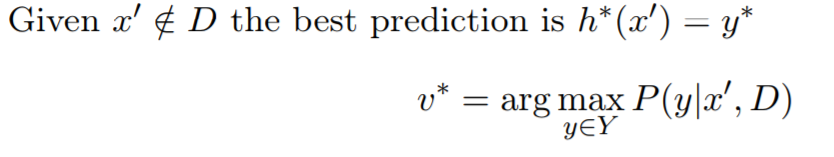 Given x′ ∉ D the best prediction is h*(x′) = y*
v* = arg max P(y|x′, D)
y∈Y